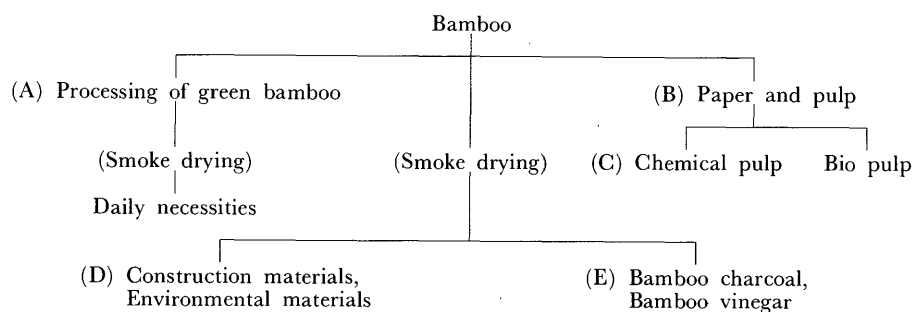 Bamboo
(A) Processing of green bamboo
(B) Paper and pulp
(Smoke drying)
(Smoke drying)
(C) Chemical pulp
Bio pulp
Daily necessities
(D) Construction materials,
Environmental materials
(E) Bamboo charcoal,
Bamboo vinegar